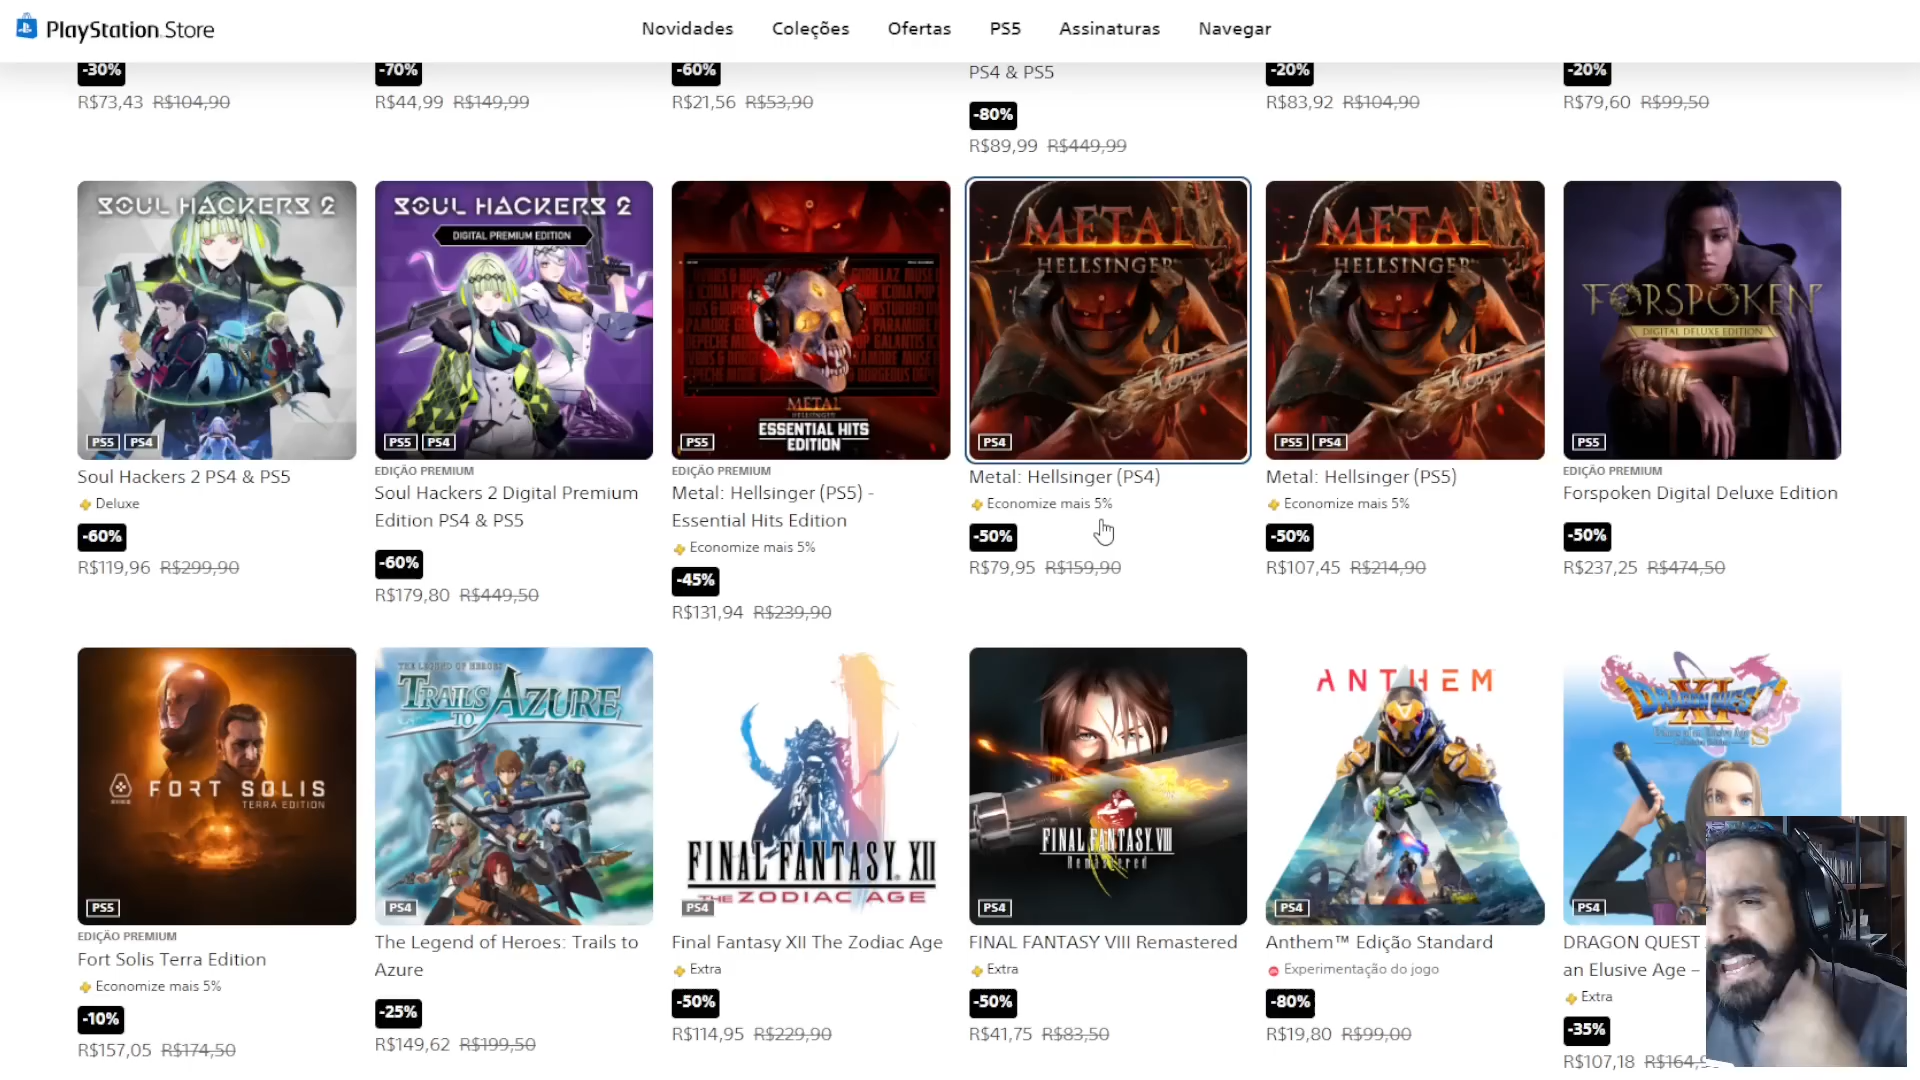 PlayStation Store
Novidades Coleções Ofertas PS5 Assinaturas Navegar
-30%
R$73,43 R$104,90
-70%
R$44,99 R$149,99
-60%
R$21,56 R$53,90
PS4 & PS5
-80%
R$89,99 R$449,99
-20%
R$83,92 R$104,90
-20%
R$79,60 R$99,50
SOUL HACKERS 2
PS5 PS4
Soul Hackers 2 PS4 & PS5
Deluxe
-60%
R$119,96 R$299,90
SOUL HACKERS 2
DIGITAL PREMIUM EDITION
PS5 PS4
EDIÇÃO PREMIUM
Soul Hackers 2 Digital Premium
Edition PS4 & PS5
-60%
R$179,80 R$449,50
METAL
HELLSINGER
ESSENTIAL HITS
EDITION
PS5
EDIÇÃO PREMIUM
Metal: Hellsinger (PS5) -
Essential Hits Edition
Economize mais 5%
-45%
R$131,94 R$239,90
METAL
HELLSINGER
PS4
Metal: Hellsinger (PS4)
Economize mais 5%
-50%
R$79,95 R$159,90
METAL
HELLSINGER
PS5 PS4
Metal: Hellsinger (PS5)
Economize mais 5%
-50%
R$107,45 R$214,90
FORSPOKEN
DIGITAL DELUXE EDITION
PS5
EDIÇÃO PREMIUM
Forspoken Digital Deluxe Edition
-50%
R$237,25 R$474,50
FORT SOLIS
TERRA EDITION
PS5
EDIÇÃO PREMIUM
Fort Solis Terra Edition
Economize mais 5%
-10%
R$157,05 R$174,50
THE LEGEND OF HEROES
TRAILS TO AZURE
PS4
The Legend of Heroes: Trails to
Azure
-25%
R$149,62 R$199,50
FINAL FANTASY XII
THE ZODIAC AGE
PS4
Final Fantasy XII The Zodiac Age
Extra
-50%
R$114,95 R$229,90
FINAL FANTASY VIII
Remastered
PS4
FINAL FANTASY VIII Remastered
Extra
-50%
R$41,75 R$83,50
ANTHEM
PS4
Anthem™ Edição Standard
Experimentação do jogo
-80%
R$19,80 R$99,00
DRAGON QUEST XI S
PS4
DRAGON QUEST
an Elusive Age –
Extra
-35%
R$107,18